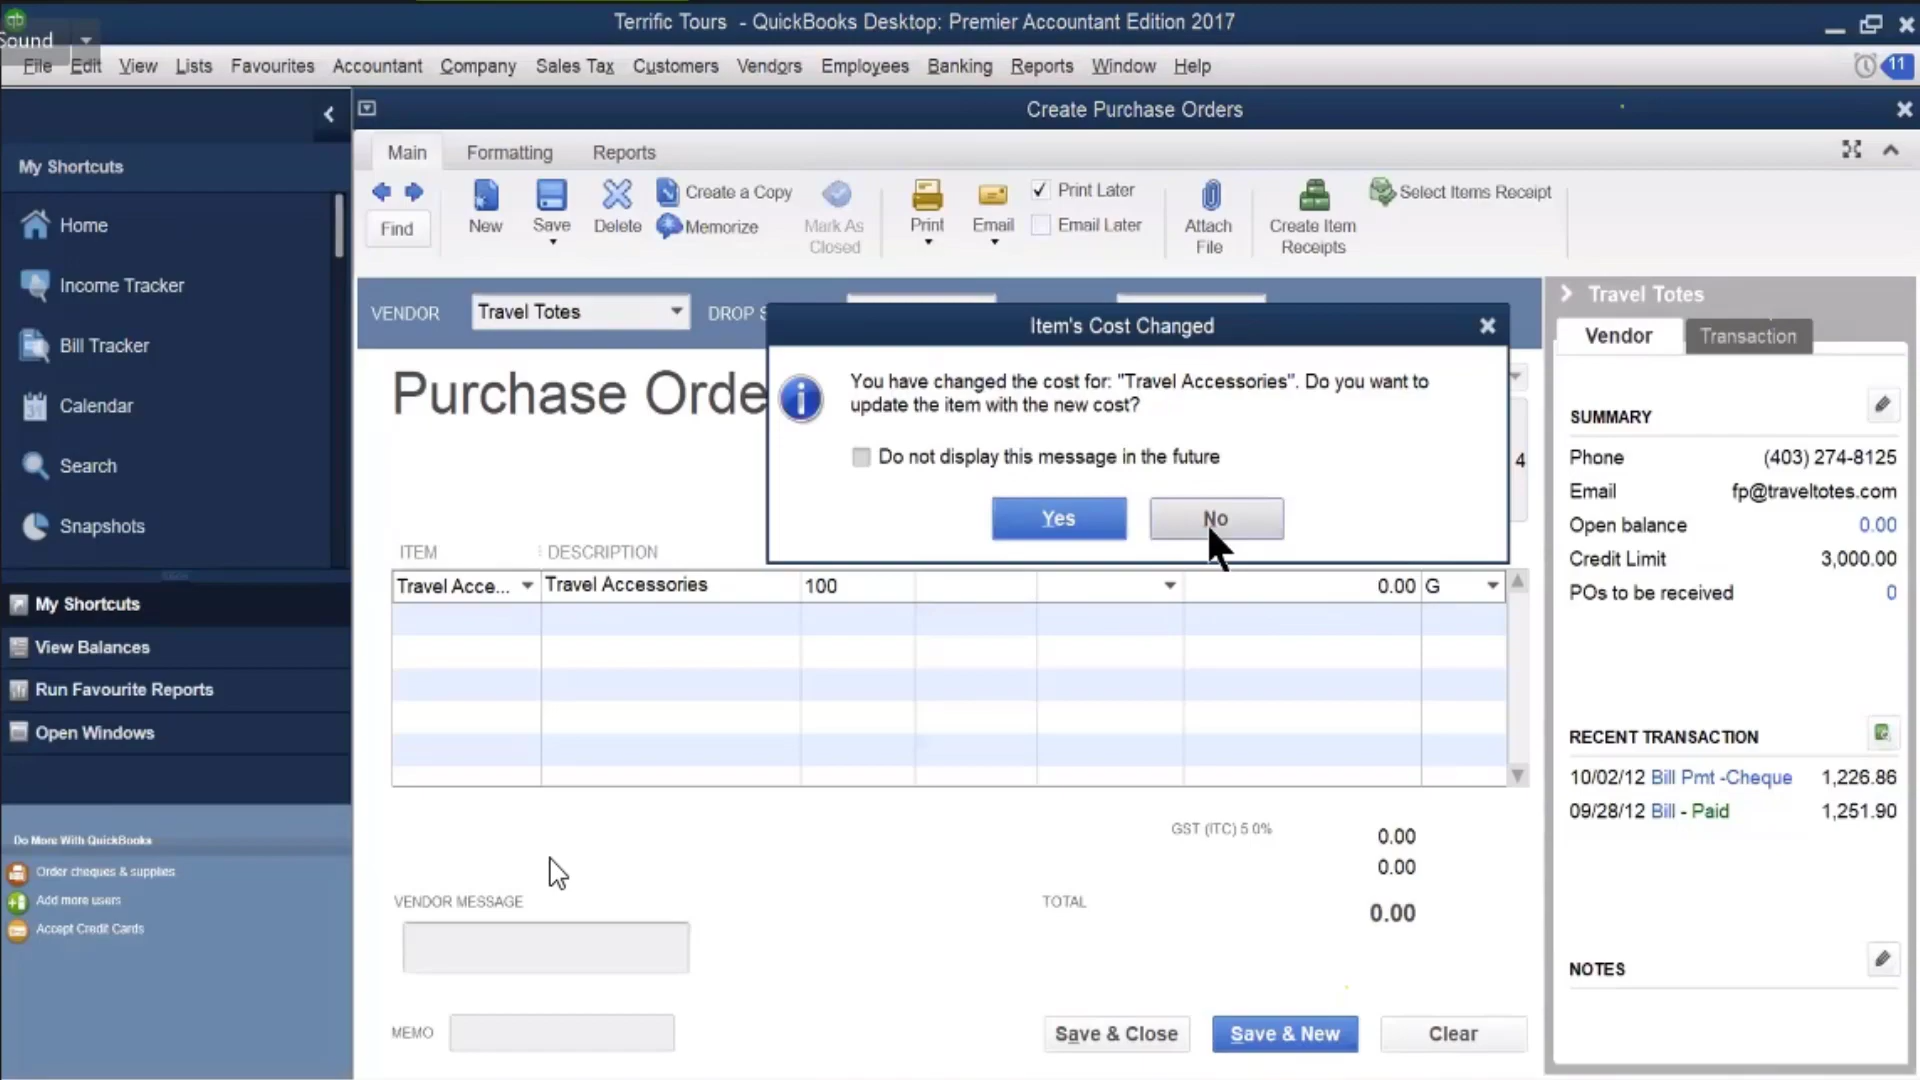 Terrific Tours - QuickBooks Desktop: Premier Accountant Edition 2017
Sound
File Edit View Lists Favourites Accountant Company Sales Tax Customers Vendors Employees Banking Reports Window Help
11
Create Purchase Orders
My Shortcuts
Home
Income Tracker
Bill Tracker
Calendar
Search
Snapshots
My Shortcuts
View Balances
Run Favourite Reports
Open Windows
Do More With QuickBooks
Order cheques & supplies
Add more users
Accept Credit Cards
Main Formatting Reports
Find
New
Save
Delete
Create a Copy
Memorize
Mark As
Closed
Print
Email
Print Later
Email Later
Attach
File
Create Item
Receipts
Select Items Receipt
VENDOR Travel Totes DROP S
Purchase Orde
Item's Cost Changed
You have changed the cost for: "Travel Accessories". Do you want to
update the item with the new cost?
Do not display this message in the future
Yes No
4
ITEM DESCRIPTION
Travel Acce... Travel Accessories 100 0.00 G
GST (ITC) 5.0% 0.00
0.00
VENDOR MESSAGE
TOTAL 0.00
MEMO
Save & Close Save & New Clear
Travel Totes
Vendor Transaction
SUMMARY
Phone (403) 274-8125
Email fp@traveltotes.com
Open balance 0.00
Credit Limit 3,000.00
POs to be received 0
RECENT TRANSACTION
10/02/12 Bill Pmt -Cheque 1,226.86
09/28/12 Bill - Paid 1,251.90
NOTES